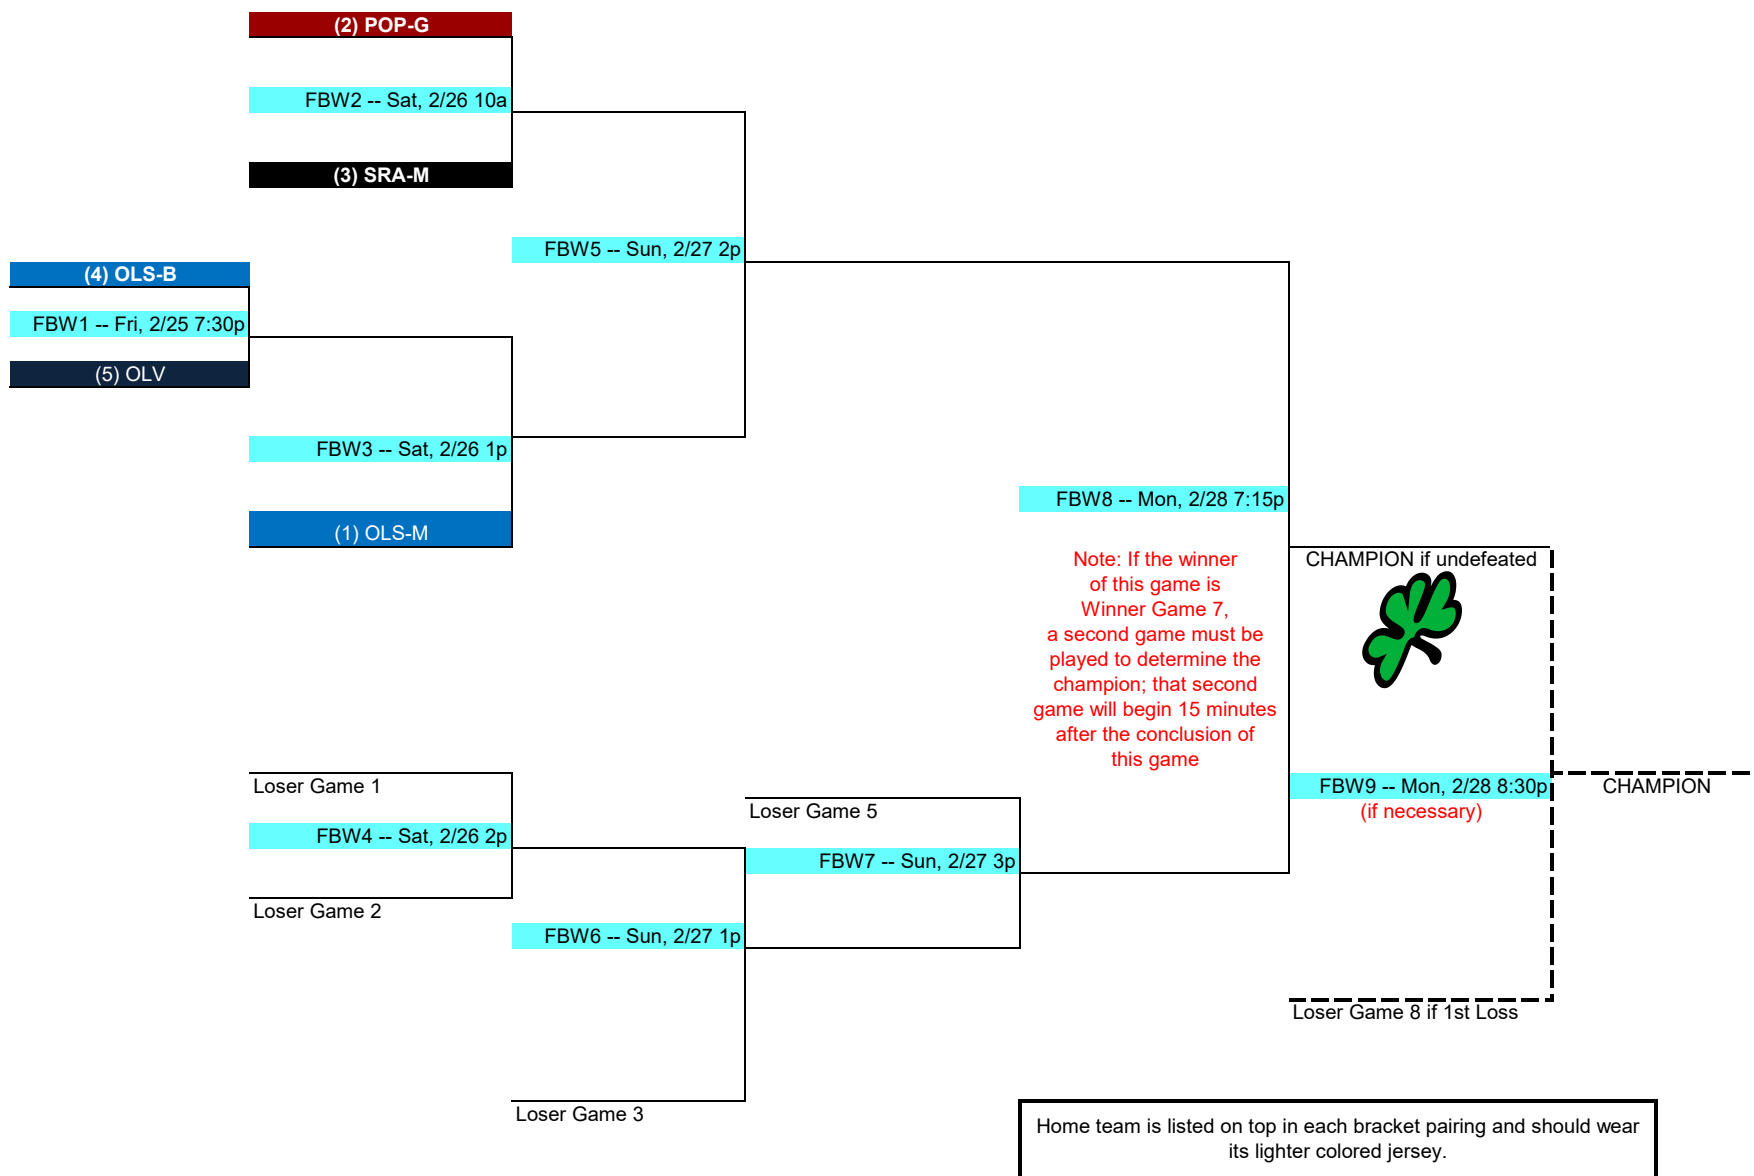 (2) POP-G
FBW2 -- Sat, 2/26 10a
(3) SRA-M
FBW5 -- Sun, 2/27 2p
(4) OLS-B
FBW1 -- Fri, 2/25 7:30p
(5) OLV
FBW3 -- Sat, 2/26 1p
(1) OLS-M
FBW8 -- Mon, 2/28 7:15p
Note: If the winner
of this game is
Winner Game 7,
a second game must be
played to determine the
champion; that second
game will begin 15 minutes
after the conclusion of
this game
CHAMPION if undefeated
Loser Game 1
FBW4 -- Sat, 2/26 2p
Loser Game 2
Loser Game 5
FBW7 -- Sun, 2/27 3p
FBW6 -- Sun, 2/27 1p
Loser Game 3
FBW9 -- Mon, 2/28 8:30p
(if necessary)
CHAMPION
Loser Game 8 if 1st Loss
Home team is listed on top in each bracket pairing and should wear
its lighter colored jersey.